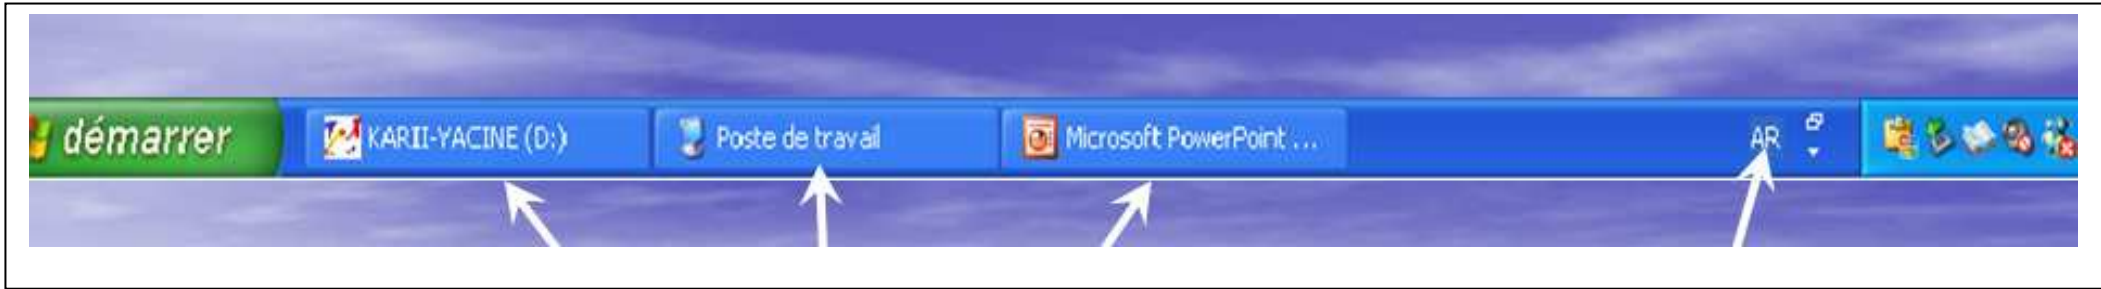 démarrer KARII-YACINE (D:) Poste de travail Microsoft PowerPoint ... AR